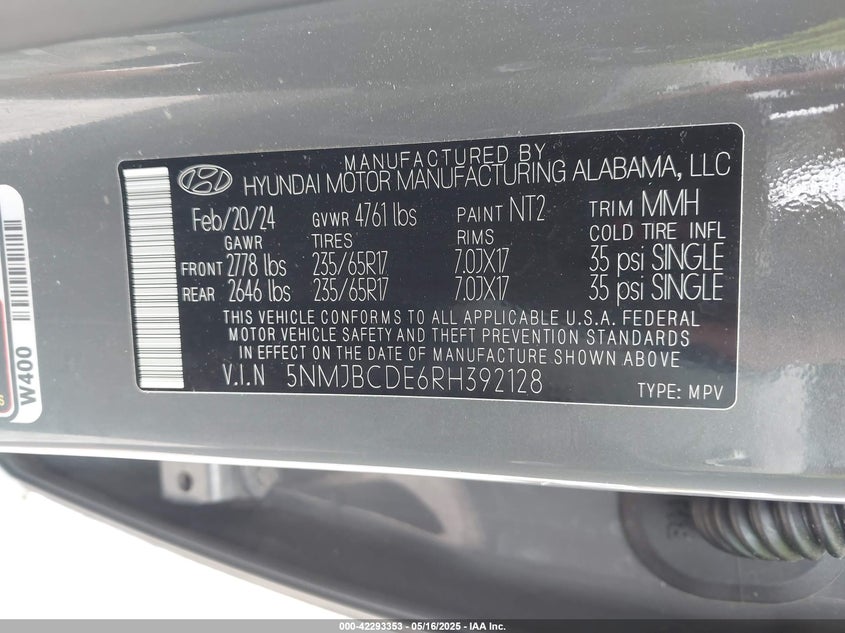 MANUFACTURED BY
HYUNDAI MOTOR MANUFACTURING ALABAMA, LLC
Feb/20/24 GVWR 4761 lbs PAINT NT2 TRIM MMH
GAWR TIRES RIMS COLD TIRE INFL
FRONT 2778 lbs 235/65R17 7.0JX17 35 psi SINGLE
REAR 2646 lbs 235/65R17 7.0JX17 35 psi SINGLE
THIS VEHICLE CONFORMS TO ALL APPLICABLE U.S.A. FEDERAL
MOTOR VEHICLE SAFETY AND THEFT PREVENTION STANDARDS
IN EFFECT ON THE DATE OF MANUFACTURE SHOWN ABOVE
V.I.N 5NMJBCDE6RH392128 TYPE: MPV
W400
000-42293353 - 05/16/2025 - IAA Inc.